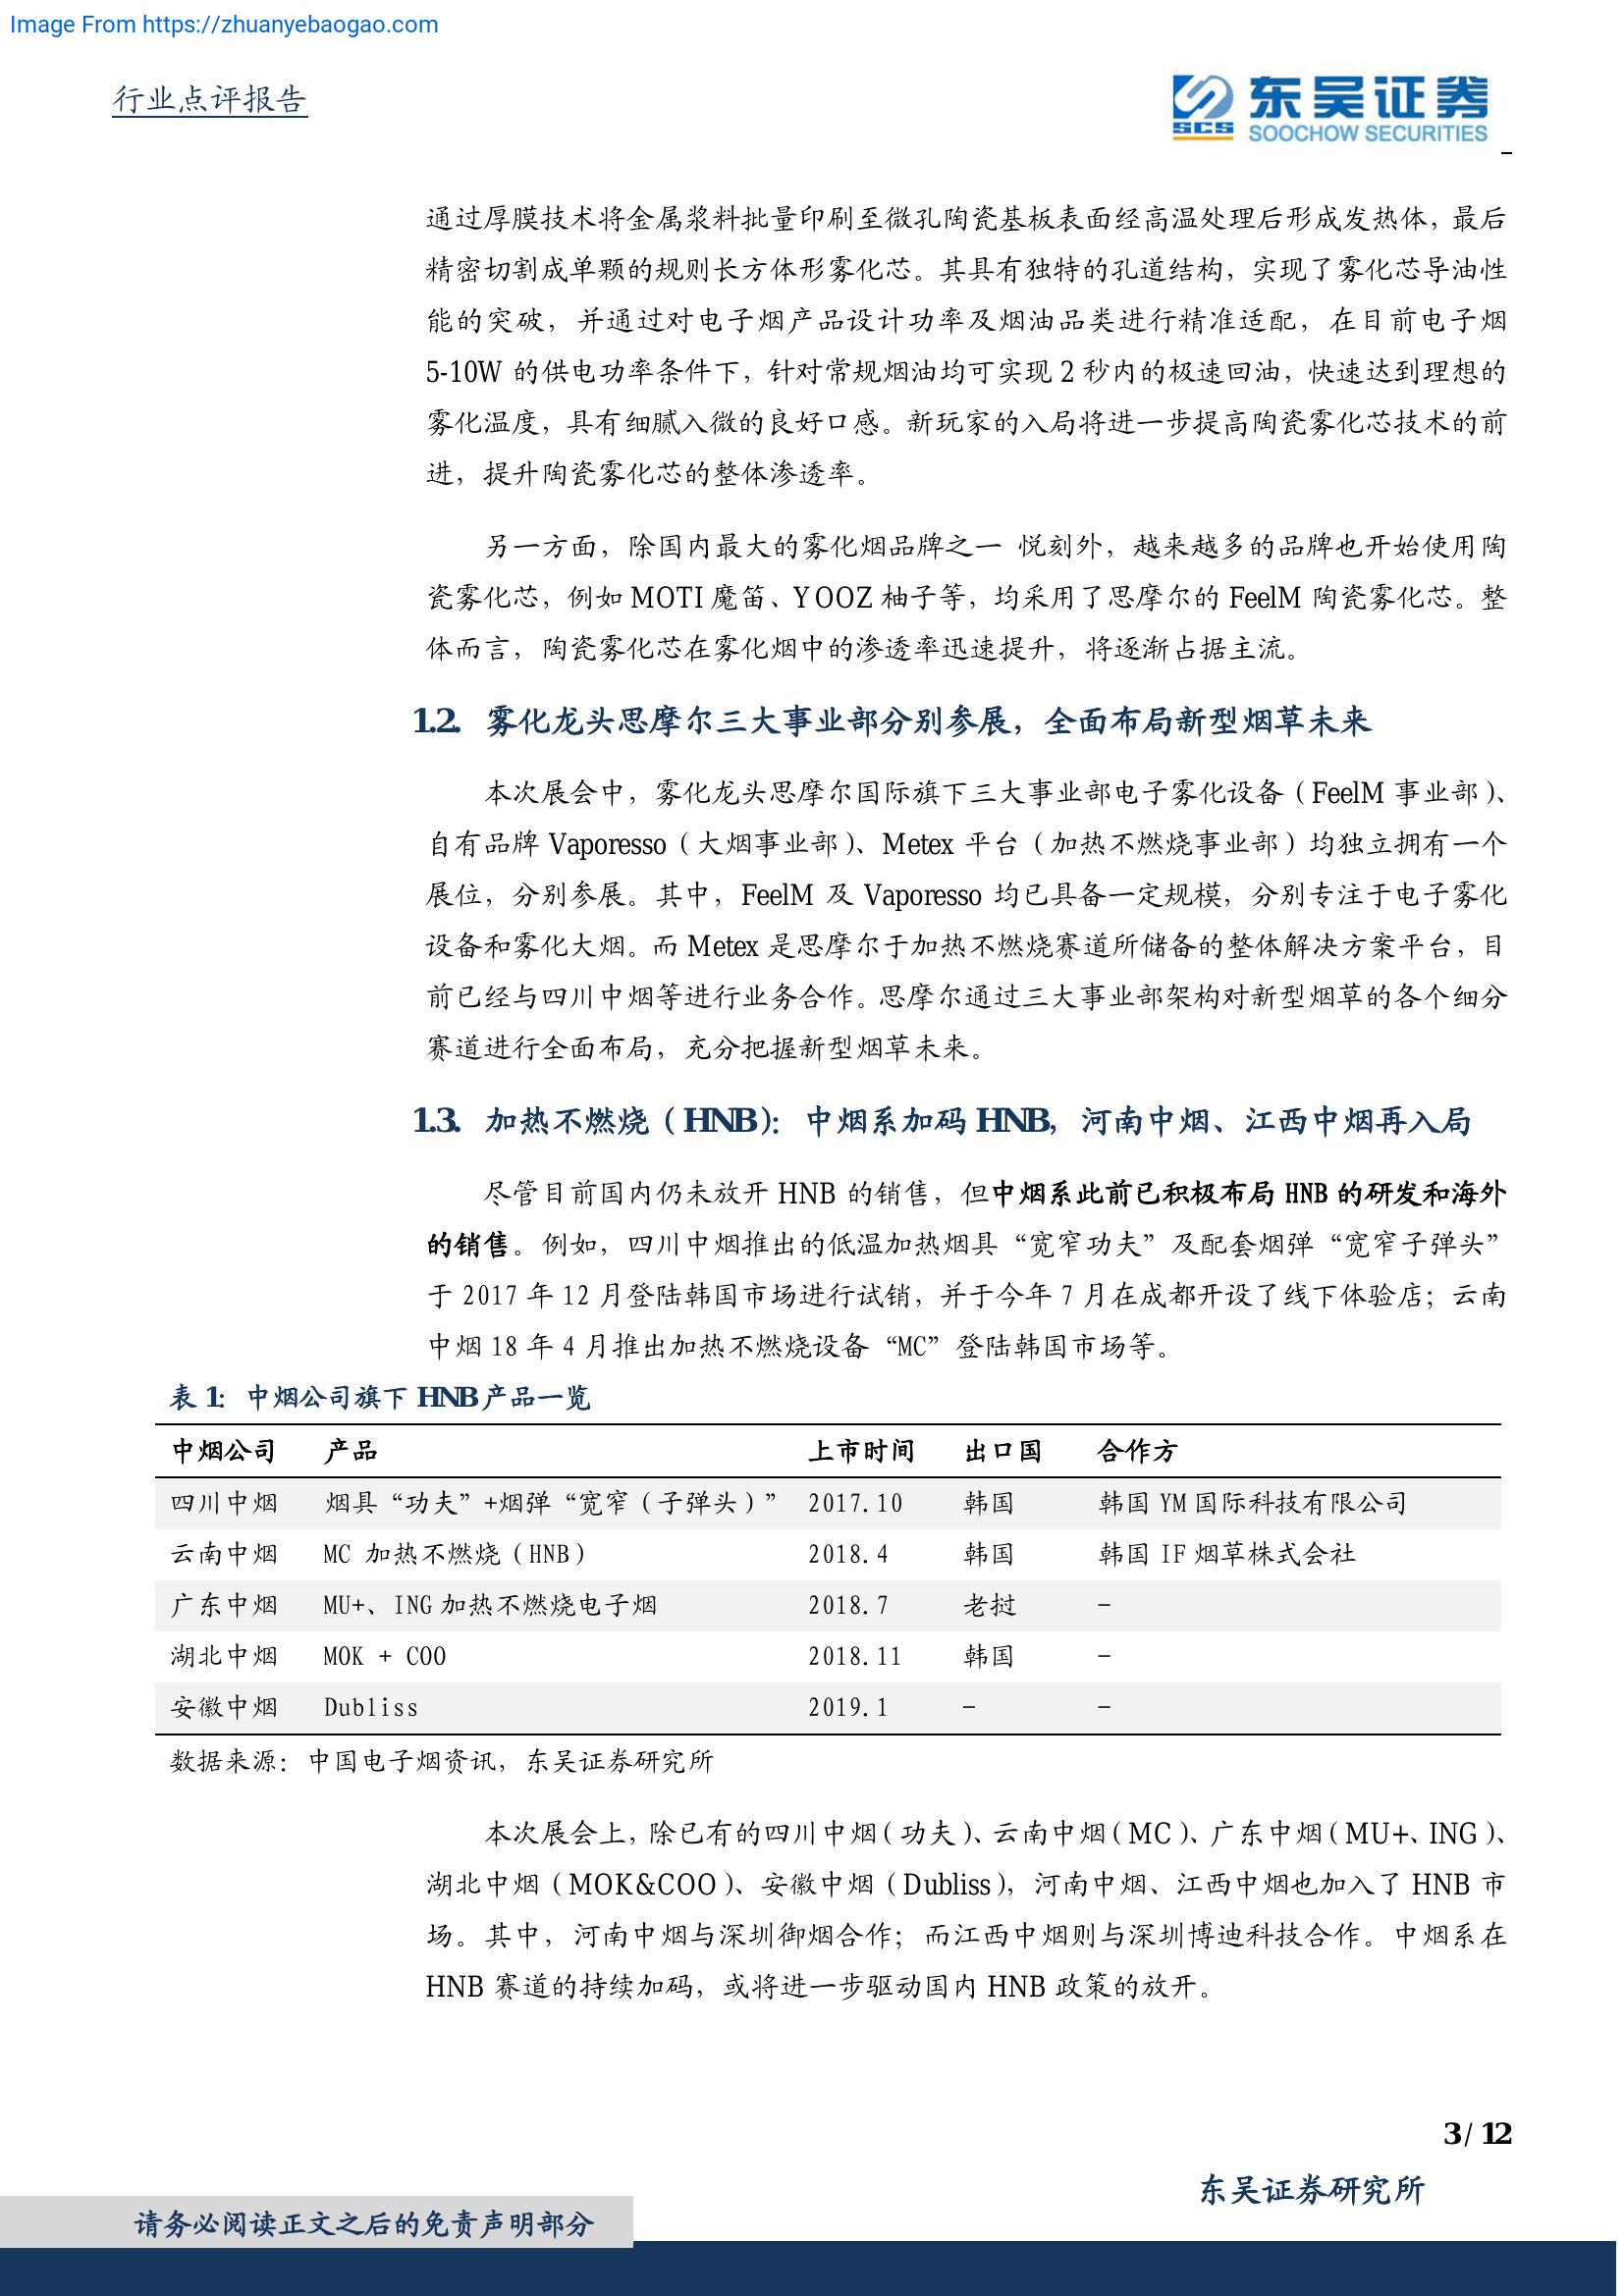 Image From https://zhuanyebaogao.com
行业点评报告
东吴证券
SCS
SOOCHOW SECURITIES
通过厚膜技术将金属浆料批量印刷至微孔陶瓷基板表面经高温处理后形成发热体，最后
精密切割成单颗的规则长方体形雾化芯。其具有独特的孔道结构，实现了雾化芯导油性
能的突破，并通过对电子烟产品设计功率及烟油品类进行精准适配，在目前电子烟
5-10W 的供电功率条件下，针对常规烟油均可实现 2 秒内的极速回油，快速达到理想的
雾化温度，具有细腻入微的良好口感。新玩家的入局将进一步提高陶瓷雾化芯技术的前
进，提升陶瓷雾化芯的整体渗透率。
另一方面，除国内最大的雾化烟品牌之一 悦刻外，越来越多的品牌也开始使用陶
瓷雾化芯，例如 MOTI 魔笛、YOOZ 柚子等，均采用了思摩尔的 FeelM 陶瓷雾化芯。整
体而言，陶瓷雾化芯在雾化烟中的渗透率迅速提升，将逐渐占据主流。
1.2. 雾化龙头思摩尔三大事业部分别参展，全面布局新型烟草未来
本次展会中，雾化龙头思摩尔国际旗下三大事业部电子雾化设备（FeelM 事业部）、
自有品牌 Vaporesso（大烟事业部）、Metex 平台（加热不燃烧事业部）均独立拥有一个
展位，分别参展。其中，FeelM 及 Vaporesso 均已具备一定规模，分别专注于电子雾化
设备和雾化大烟。而 Metex 是思摩尔于加热不燃烧赛道所储备的整体解决方案平台，目
前已经与四川中烟等进行业务合作。思摩尔通过三大事业部架构对新型烟草的各个细分
赛道进行全面布局，充分把握新型烟草未来。
1.3. 加热不燃烧（HNB）：中烟系加码 HNB，河南中烟、江西中烟再入局
尽管目前国内仍未放开 HNB 的销售，但中烟系此前已积极布局 HNB 的研发和海外
的销售。例如，四川中烟推出的低温加热烟具“宽窄功夫”及配套烟弹“宽窄子弹头”
于 2017 年 12 月登陆韩国市场进行试销，并于今年 7 月在成都开设了线下体验店；云南
中烟 18 年 4 月推出加热不燃烧设备“MC”登陆韩国市场等。
表 1：中烟公司旗下 HNB 产品一览
中烟公司 产品 上市时间 出口国 合作方
四川中烟 烟具“功夫”+烟弹“宽窄（子弹头）” 2017.10 韩国 韩国 YM 国际科技有限公司
云南中烟 MC 加热不燃烧（HNB） 2018.4 韩国 韩国 IF 烟草株式会社
广东中烟 MU+、ING 加热不燃烧电子烟 2018.7 老挝 -
湖北中烟 MOK + COO 2018.11 韩国 -
安徽中烟 Dubliss 2019.1 - -
数据来源：中国电子烟资讯，东吴证券研究所
本次展会上，除已有的四川中烟（功夫）、云南中烟（MC）、广东中烟（MU+、ING）、
湖北中烟（MOK&COO）、安徽中烟（Dubliss），河南中烟、江西中烟也加入了 HNB 市
场。其中，河南中烟与深圳御烟合作；而江西中烟则与深圳博迪科技合作。中烟系在
HNB 赛道的持续加码，或将进一步驱动国内 HNB 政策的放开。
3 / 12
东吴证券研究所
请务必阅读正文之后的免责声明部分